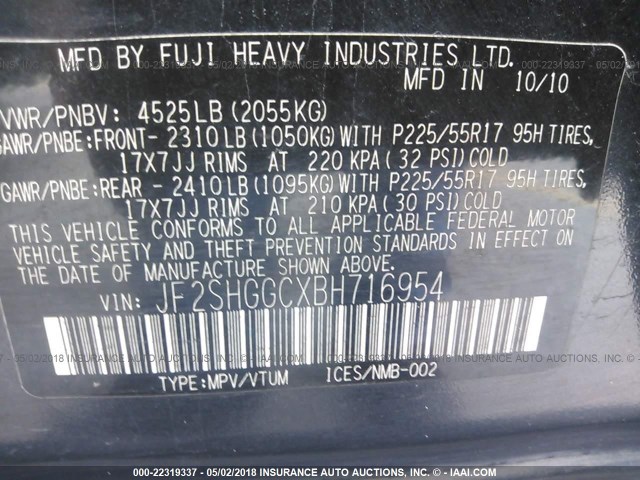 MFD BY FUJI HEAVY INDUSTRIES LTD.
MFD IN 10/10
VWR/PNBV: 4525LB (2055KG)
GAWR/PNBE: FRONT- 2310LB (1050KG) WITH P225/55R17 95H TIRES,
17X7JJ RIMS AT 220 KPA (32 PSI) COLD
GAWR/PNBE: REAR - 2410LB (1095KG) WITH P225/55R17 95H TIRES,
17X7JJ RIMS AT 210 KPA (30 PSI) COLD
THIS VEHICLE CONFORMS TO ALL APPLICABLE FEDERAL MOTOR
VEHICLE SAFETY AND THEFT PREVENTION STANDARDS IN EFFECT ON
THE DATE OF MANUFACTURE SHOWN ABOVE.
VIN: JF2SHGGCXBH716954
TYPE: MPV/VTUM ICES/NMB-002
000-22319337 - 05/02/2018 INSURANCE AUTO AUCTIONS, INC. © - IAAI.COM